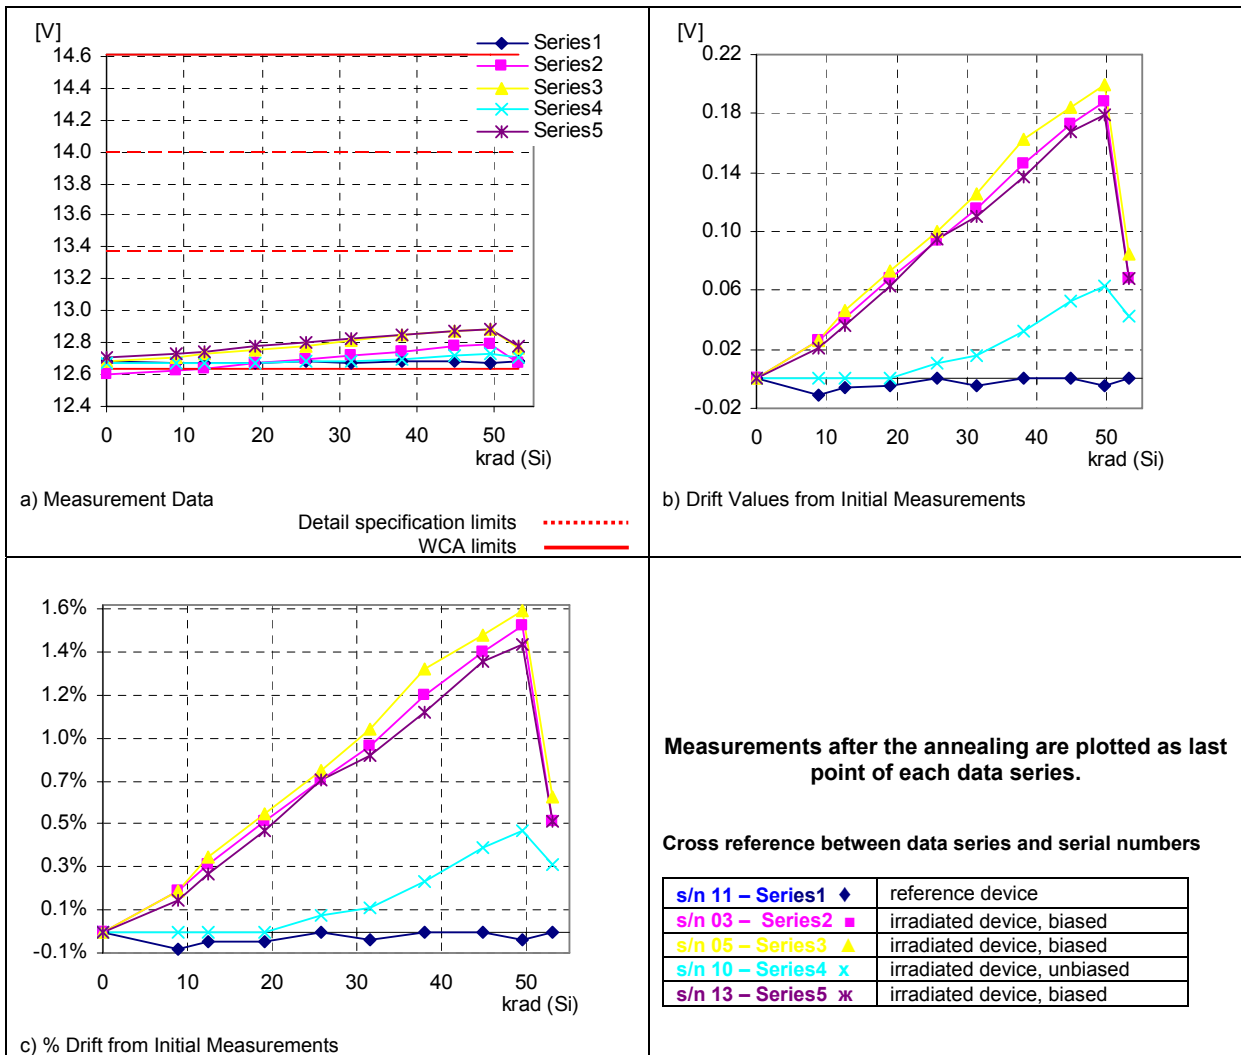 [V]
14.6
14.4
14.2
14.0
13.8
13.6
13.4
13.2
13.0
12.8
12.6
12.4
0 10 20 30 40 50
krad (Si)
Series1
Series2
Series3
Series4
Series5
a) Measurement Data
Detail specification limits
WCA limits
[V]
0.22
0.18
0.14
0.10
0.06
0.02
-0.02
0 10 20 30 40 50
krad (Si)
b) Drift Values from Initial Measurements
1.6%
1.4%
1.2%
1.0%
0.7%
0.5%
0.3%
0.1%
-0.1%
0 10 20 30 40 50
krad (Si)
c) % Drift from Initial Measurements
Measurements after the annealing are plotted as last
point of each data series.
Cross reference between data series and serial numbers
s/n 11 – Series1 ♦ reference device
s/n 03 – Series2 ■ irradiated device, biased
s/n 05 – Series3 ▲ irradiated device, biased
s/n 10 – Series4 x irradiated device, unbiased
s/n 13 – Series5 ж irradiated device, biased